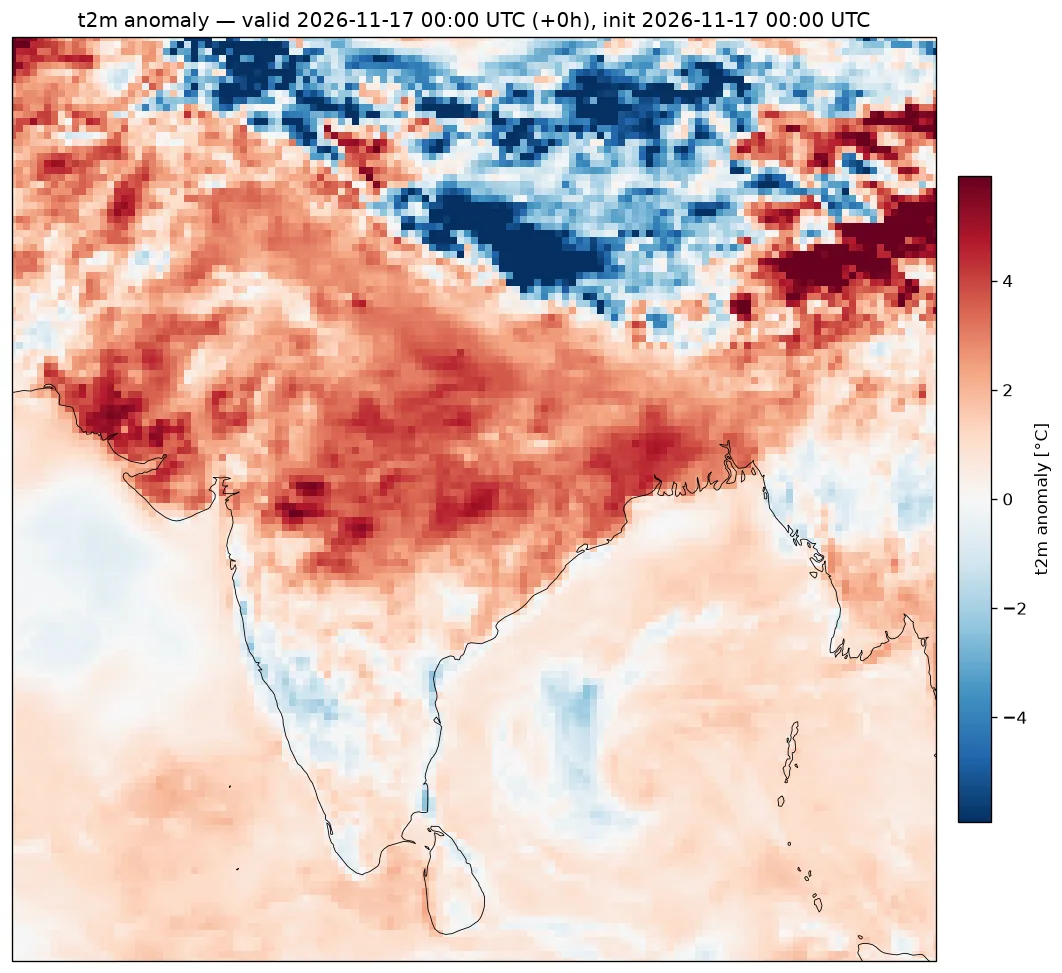 t2m anomaly — valid 2026-11-17 00:00 UTC (+0h), init 2026-11-17 00:00 UTC
4
2
0
−2
−4
t2m anomaly [°C]